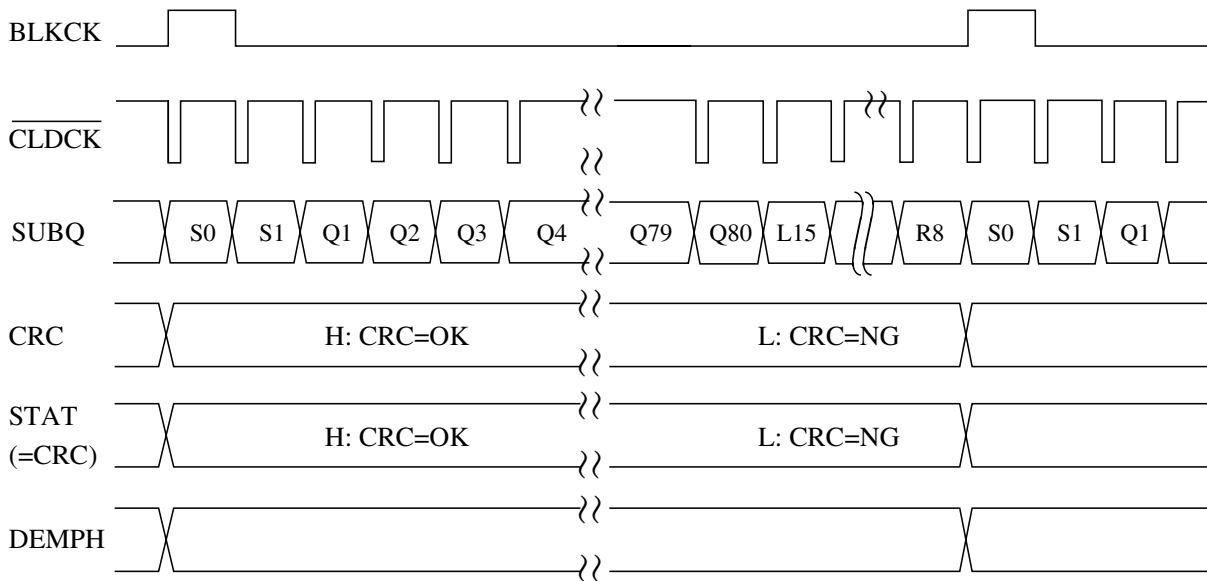 BLKCK
CLDCK
SUBQ S0 S1 Q1 Q2 Q3 Q4 Q79 Q80 L15 R8 S0 S1 Q1
CRC H: CRC=OK L: CRC=NG
STAT
(=CRC) H: CRC=OK L: CRC=NG
DEMPH